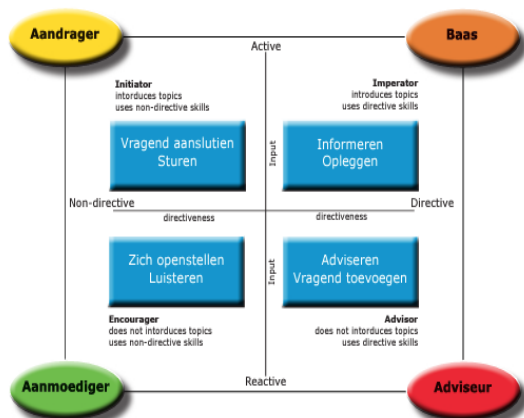 Aandrager
Baas
Active
Initiator
intorduces topics
uses non-directive skills
Imperator
introduces topics
uses directive skills
Vragend aanslutien
Sturen
Input
Informeren
Opleggen
Non-directive
Directive
directiveness
directiveness
Zich openstellen
Luisteren
Input
Adviseren
Vragend toevoegen
Encourager
does not intorduces topics
uses non-directive skills
Advisor
does not intorduces topics
uses directive skills
Aanmoediger
Reactive
Adviseur